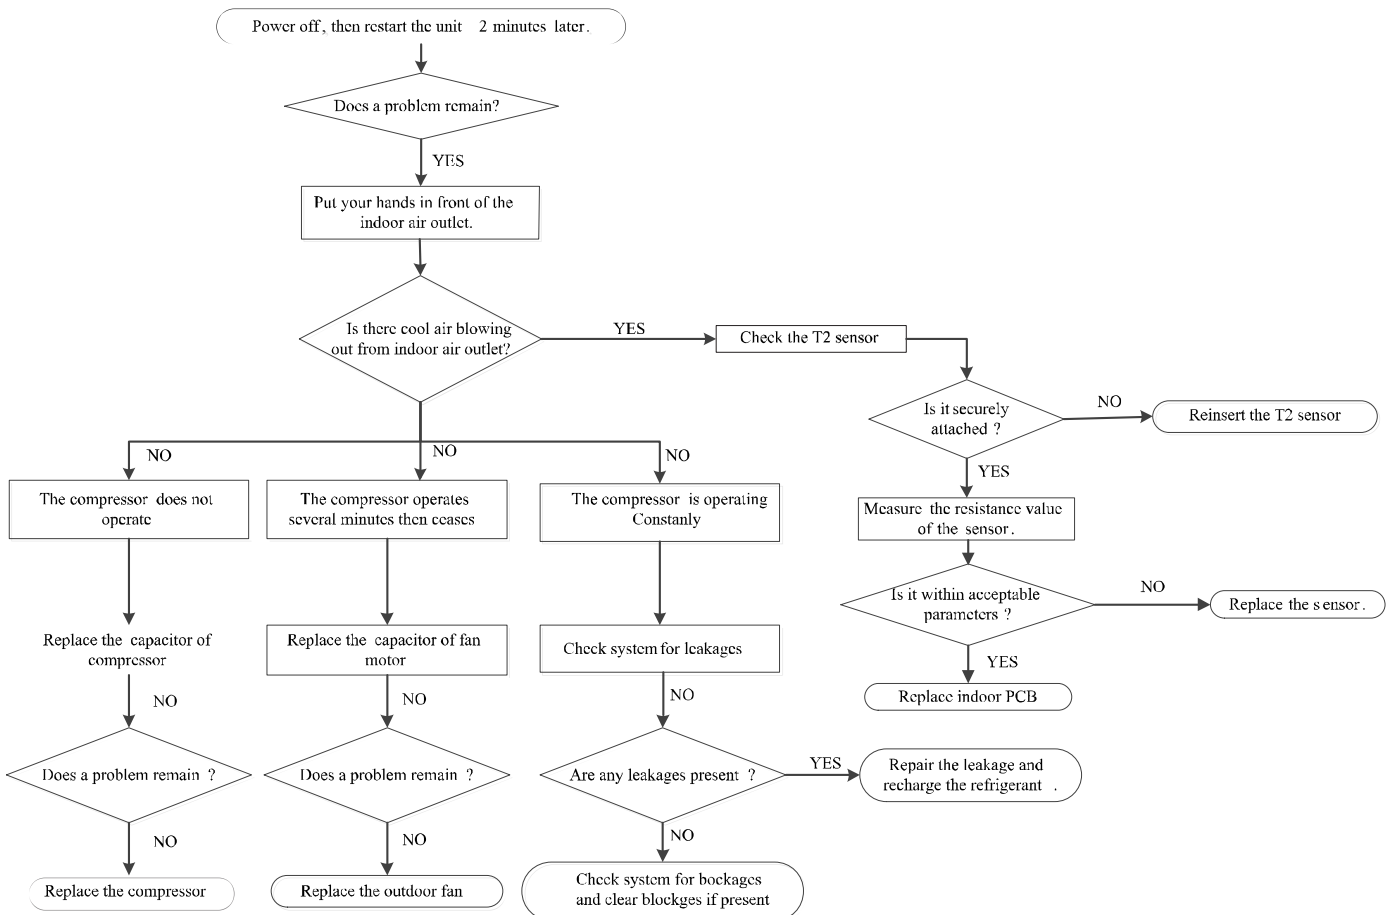 Power off, then restart the unit 2 minutes later.
Does a problem remain?
YES
Put your hands in front of the
indoor air outlet.
Is there cool air blowing
out from indoor air outlet?
YES
Check the T2 sensor
Is it securely
attached ?
NO
Reinsert the T2 sensor
YES
Measure the resistance value
of the sensor.
Is it within acceptable
parameters ?
NO
Replace the sensor.
YES
Replace indoor PCB
NO
NO
NO
The compressor does not
operate
The compressor operates
several minutes then ceases
The compressor is operating
Constanly
Replace the capacitor of
compressor
Replace the capacitor of fan
motor
Check system for leakages
NO
NO
NO
Does a problem remain ?
Does a problem remain ?
Are any leakages present ?
YES
Repair the leakage and
recharge the refrigerant .
NO
NO
NO
Replace the compressor
Replace the outdoor fan
Check system for bockages
and clear blockges if present